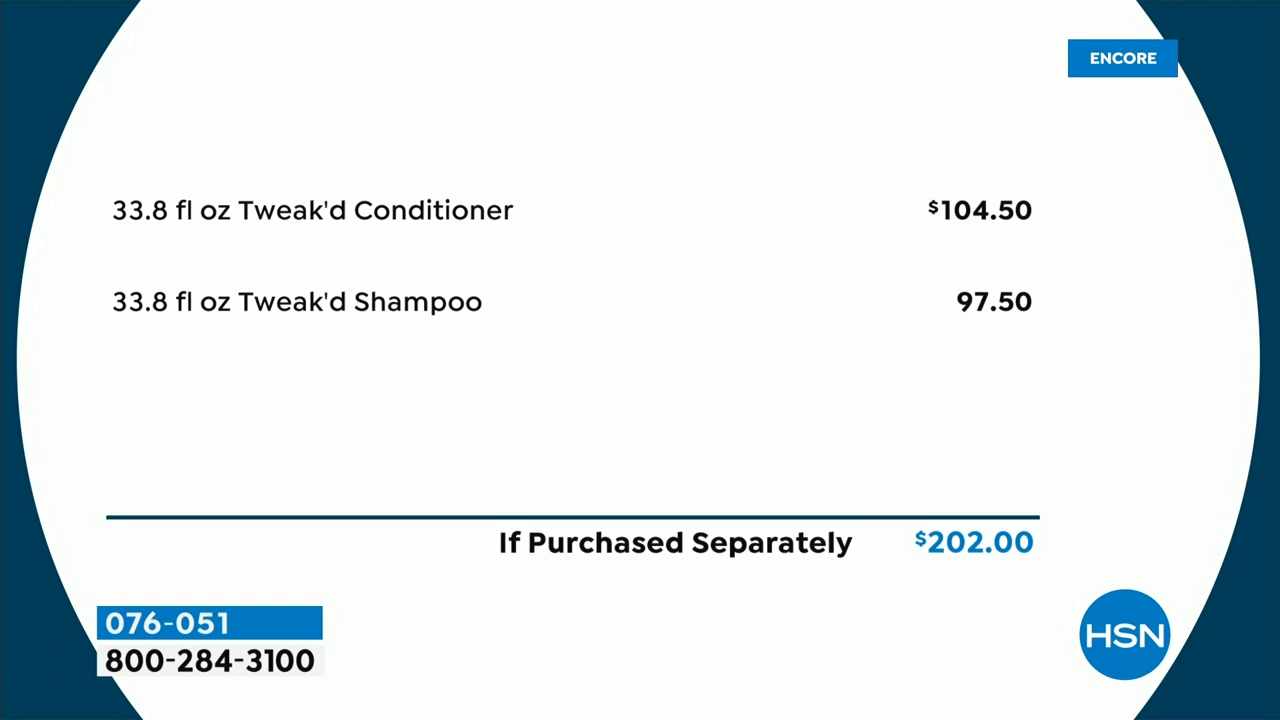 ENCORE
33.8 fl oz Tweak'd Conditioner $104.50
33.8 fl oz Tweak'd Shampoo 97.50
If Purchased Separately $202.00
076-051
800-284-3100
HSN